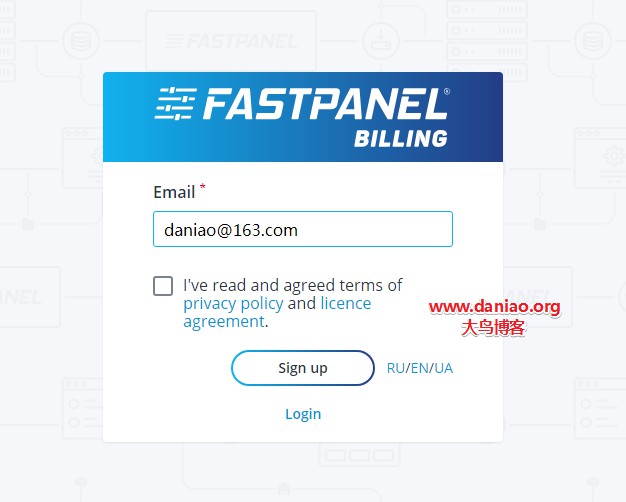 FASTPANEL
FASTPANEL®
BILLING
Email *
daniao@163.com
I've read and agreed terms of
privacy policy and licence
agreement.
www.daniao.org
大鸟博客
Sign up
RU/EN/UA
Login